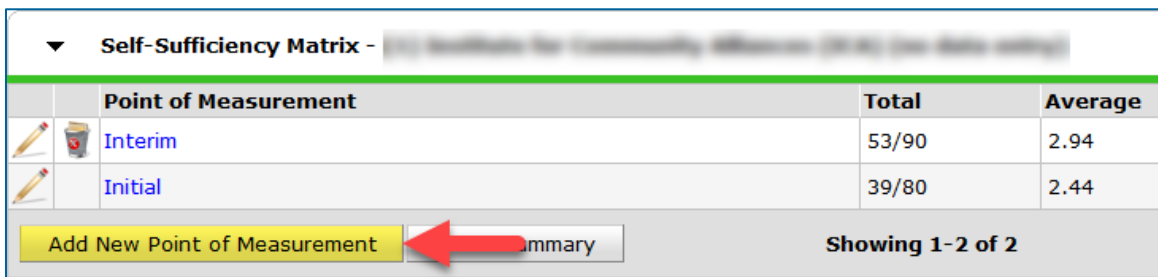 Self-Sufficiency Matrix -
Point of Measurement Total Average
Interim 53/90 2.94
Initial 39/80 2.44
Add New Point of Measurement Showing 1-2 of 2